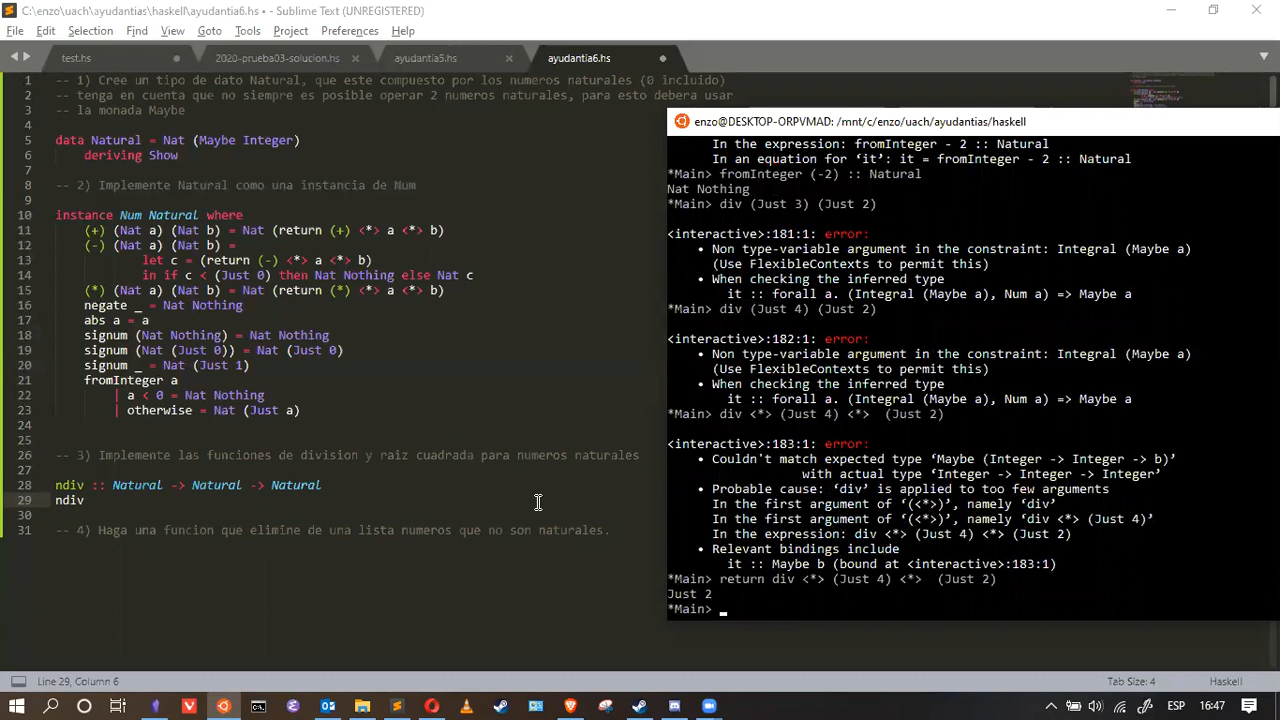 C:\enzo\uach\ayudantias\haskell\ayudantia6.hs • - Sublime Text (UNREGISTERED)
File Edit Selection Find View Goto Tools Project Preferences Help
test.hs 2020-prueba03-solucion.hs ayudantia5.hs ayudantia6.hs
1 -- 1) Cree un tipo de dato Natural, que este compuesto por los numeros naturales (0 incluido)
2 -- tenga en cuenta que no siempre es posible operar 2 numeros naturales, para esto debera usar
3 -- la monada Maybe
4
5 data Natural = Nat (Maybe Integer)
6 deriving Show
7
8 -- 2) Implemente Natural como una instancia de Num
9
10 instance Num Natural where
11 (+) (Nat a) (Nat b) = Nat (return (+) <*> a <*> b)
12 (-) (Nat a) (Nat b) =
13 let c = (return (-) <*> a <*> b)
14 in if c < (Just 0) then Nat Nothing else Nat c
15 (*) (Nat a) (Nat b) = Nat (return (*) <*> a <*> b)
16 negate _ = Nat Nothing
17 abs a = a
18 signum (Nat Nothing) = Nat Nothing
19 signum (Nat (Just 0)) = Nat (Just 0)
20 signum _ = Nat (Just 1)
21 fromInteger a
22 | a < 0 = Nat Nothing
23 | otherwise = Nat (Just a)
24
25
26 -- 3) Implemente las funciones de division y raiz cuadrada para numeros naturales
27
28 ndiv :: Natural -> Natural -> Natural
29 ndiv
30
31 -- 4) Haga una funcion que elimine de una lista numeros que no son naturales.
enzo@DESKTOP-ORPVMAD: /mnt/c/enzo/uach/ayudantias/haskell
In the expression: fromInteger - 2 :: Natural
In an equation for ‘it’: it = fromInteger - 2 :: Natural
*Main> fromInteger (-2) :: Natural
Nat Nothing
*Main> div (Just 3) (Just 2)
<interactive>:181:1: error:
• Non type-variable argument in the constraint: Integral (Maybe a)
(Use FlexibleContexts to permit this)
• When checking the inferred type
it :: forall a. (Integral (Maybe a), Num a) => Maybe a
*Main> div (Just 4) (Just 2)
<interactive>:182:1: error:
• Non type-variable argument in the constraint: Integral (Maybe a)
(Use FlexibleContexts to permit this)
• When checking the inferred type
it :: forall a. (Integral (Maybe a), Num a) => Maybe a
*Main> div <*> (Just 4) <*>  (Just 2)
<interactive>:183:1: error:
• Couldn't match expected type ‘Maybe (Integer -> Integer -> b)’
with actual type ‘Integer -> Integer -> Integer’
• Probable cause: ‘div’ is applied to too few arguments
In the first argument of ‘(<*>)’, namely ‘div’
In the first argument of ‘(<*>)’, namely ‘div <*> (Just 4)’
In the expression: div <*> (Just 4) <*> (Just 2)
• Relevant bindings include
it :: Maybe b (bound at <interactive>:183:1)
*Main> return div <*> (Just 4) <*>  (Just 2)
Just 2
*Main>
Line 29, Column 6 Tab Size: 4 Haskell
ESP 16:47